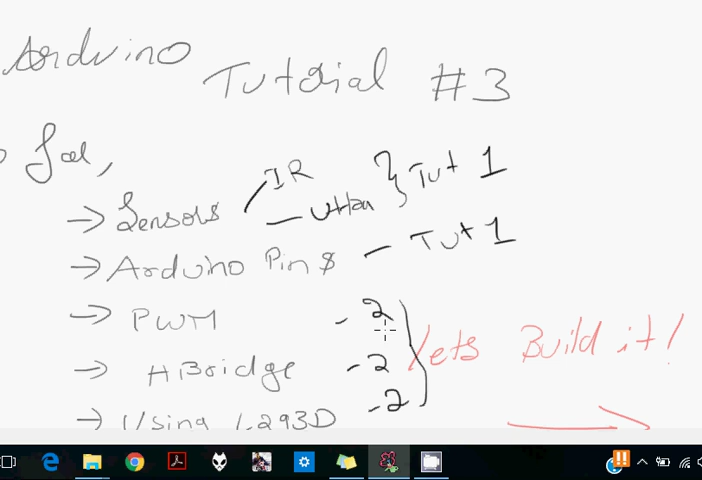 Arduino
Tutorial #3
o far,
→ Sensors / IR } Tut 1
— Ultra
→ Arduino Pins — Tut 1
→ PWM - 2
→ H Bridge - 2
→ Using L293D - 2
Lets Build it!